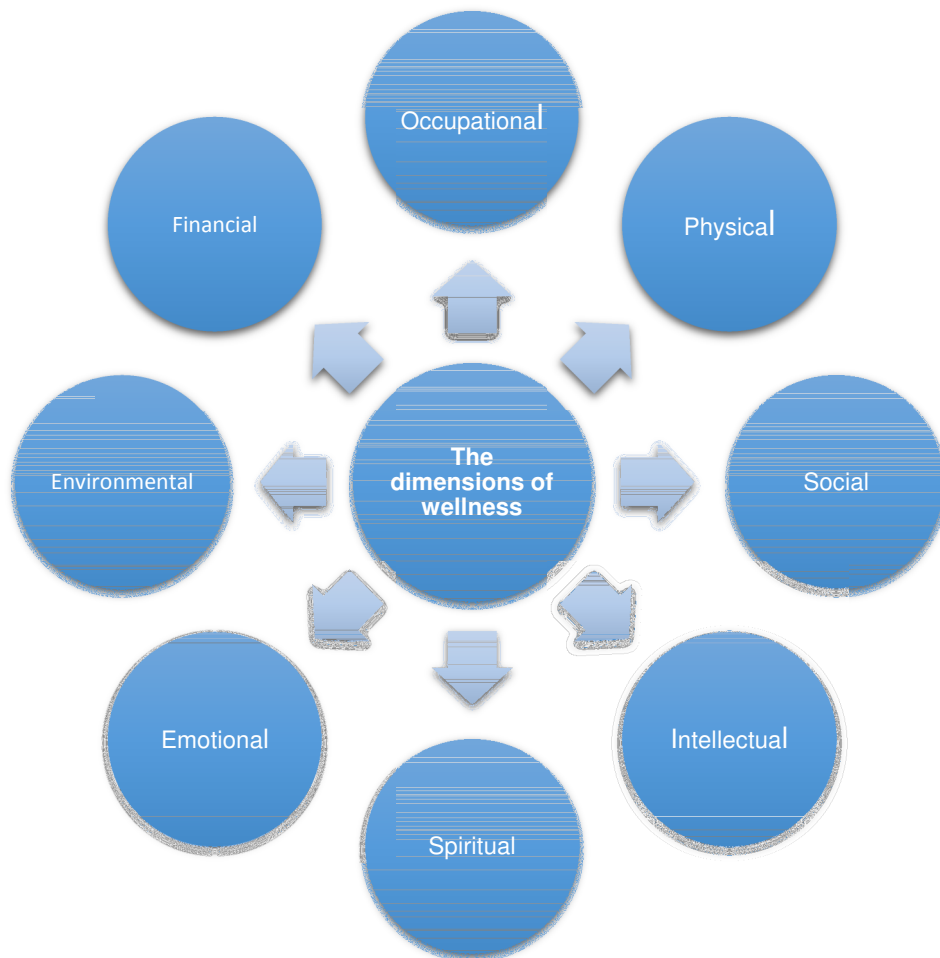 Occupational
Financial
Physical
The
dimensions of
wellness
Environmental
Social
Emotional
Intellectual
Spiritual